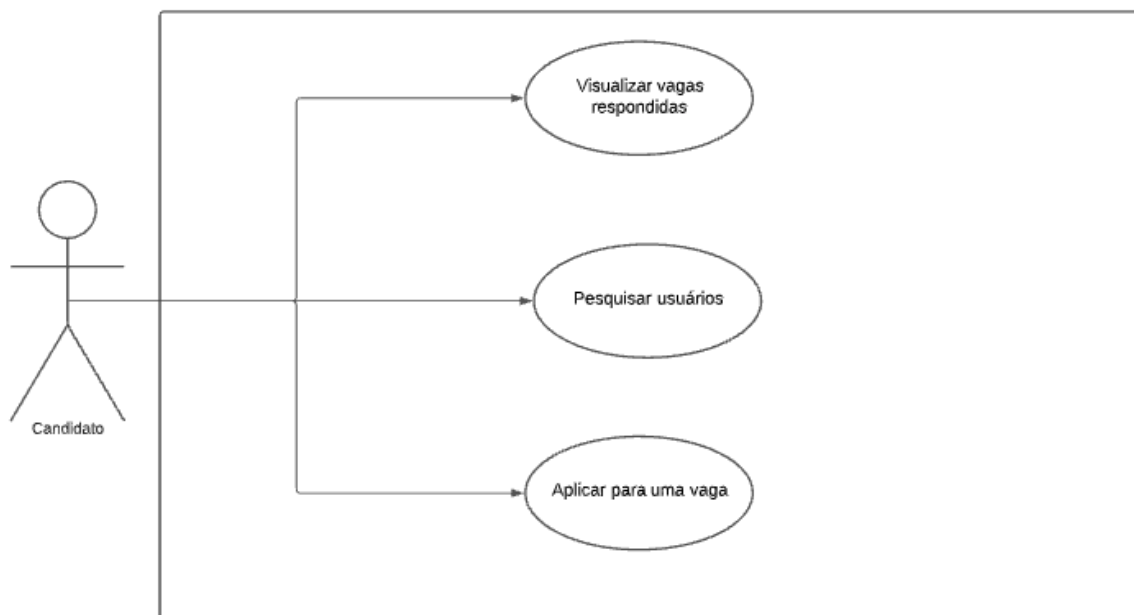 Visualizar vagas
respondidas
Pesquisar usuários
Candidato
Aplicar para uma vaga